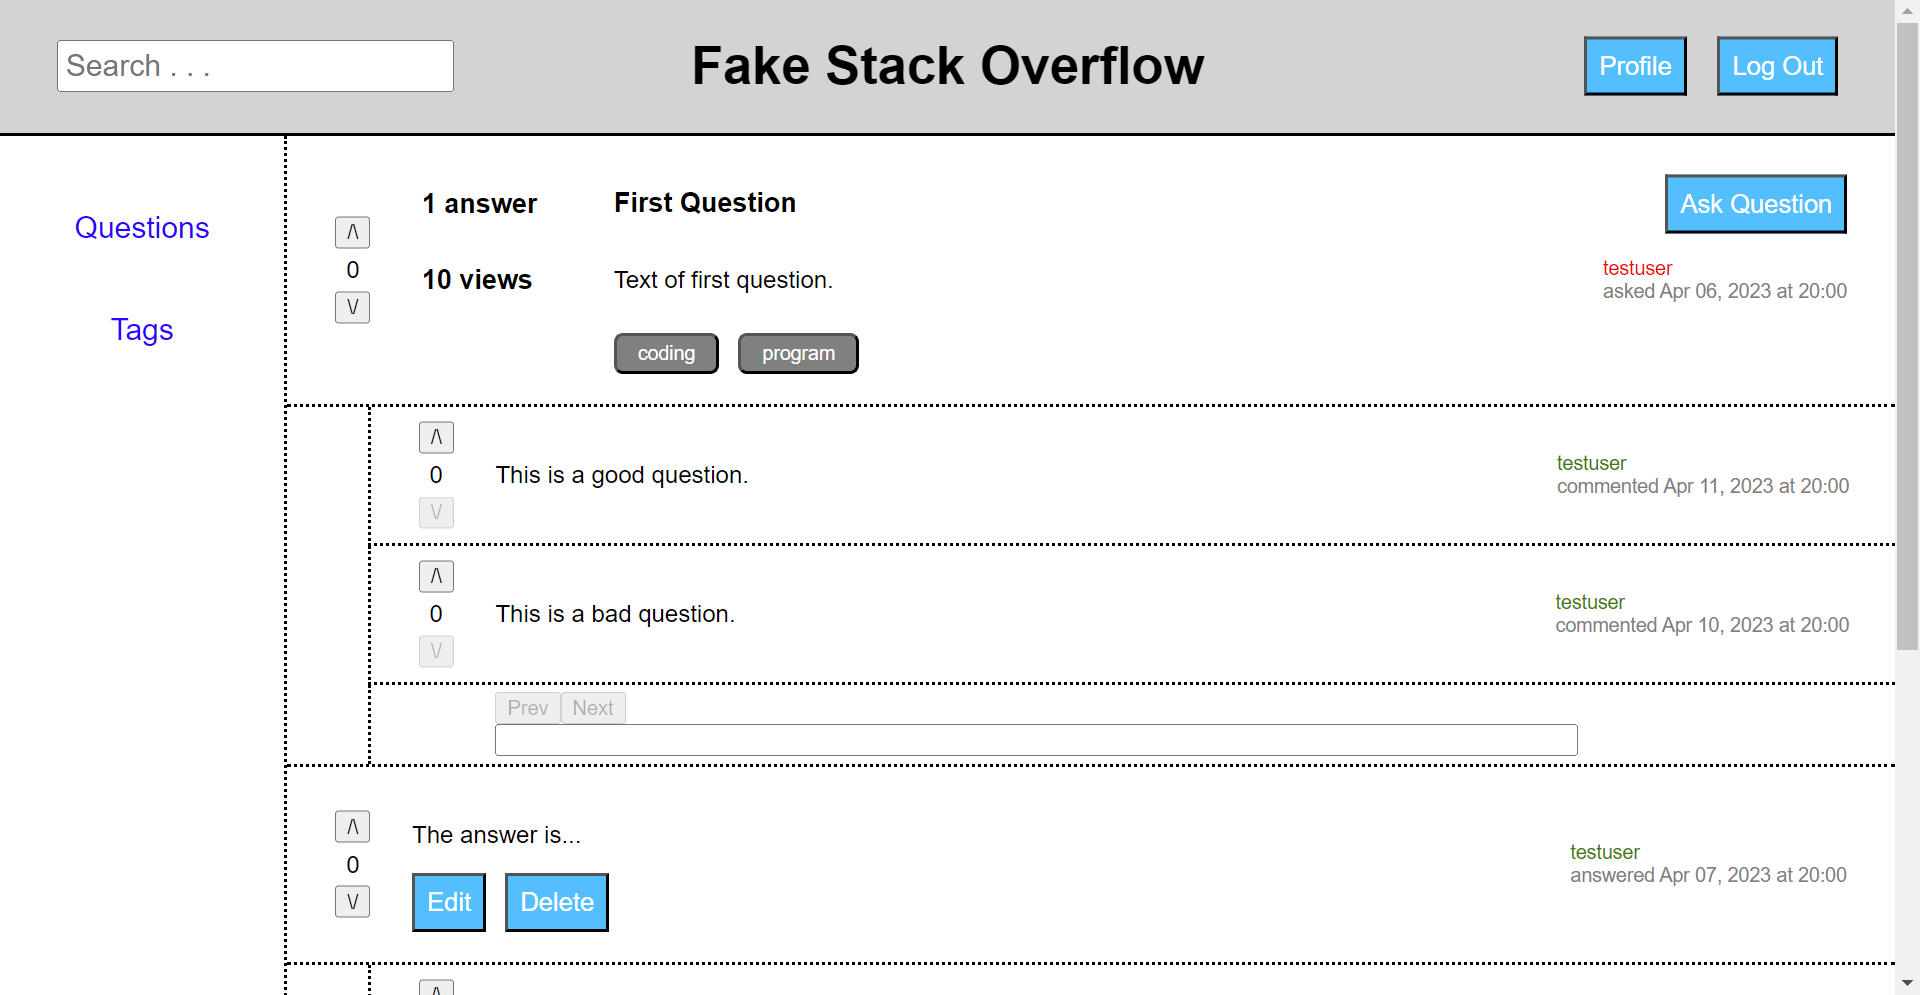 Search . . .
Fake Stack Overflow
Profile
Log Out
Questions
Tags
/\
0
\/
1 answer
First Question
Ask Question
10 views
Text of first question.
testuser
asked Apr 06, 2023 at 20:00
coding
program
/\
0
\/
This is a good question.
testuser
commented Apr 11, 2023 at 20:00
/\
0
\/
This is a bad question.
testuser
commented Apr 10, 2023 at 20:00
Prev
Next
/\
0
\/
The answer is...
testuser
answered Apr 07, 2023 at 20:00
Edit
Delete
/\